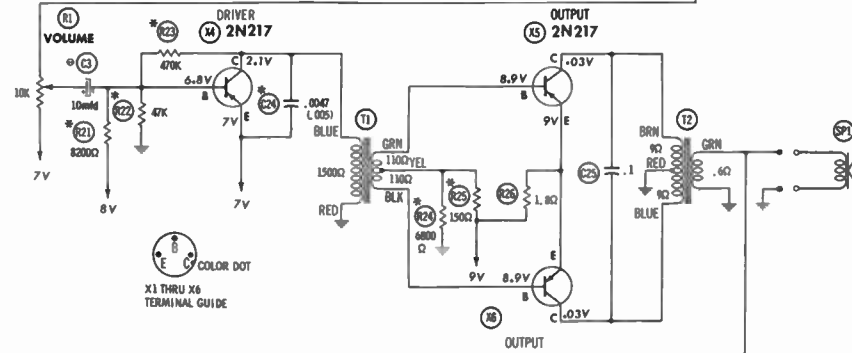 R1
VOLUME
10K
7V
C3
10mfd
*
R21
8200Ω
8V
*
R22
47K
*
R23
470K
DRIVER
X4 2N217
C 2.1V
6.8V
B
E
7V
7V
*
C24
.0047
(.005)
BLUE
1500Ω
RED
T1
GRN
110Ω
YEL
110Ω
BLK
*
R24
6800
Ω
*
R25
150Ω
9V
R26
1.8Ω
OUTPUT
X5 2N217
C .03V
8.9V
B
9V E
E
8.9V
B
C .03V
X6
OUTPUT
C25
.1
BRN
9Ω
RED
9Ω
BLUE
T2
GRN
.6Ω
SP1
B
E C
COLOR DOT
X1 THRU X6
TERMINAL GUIDE